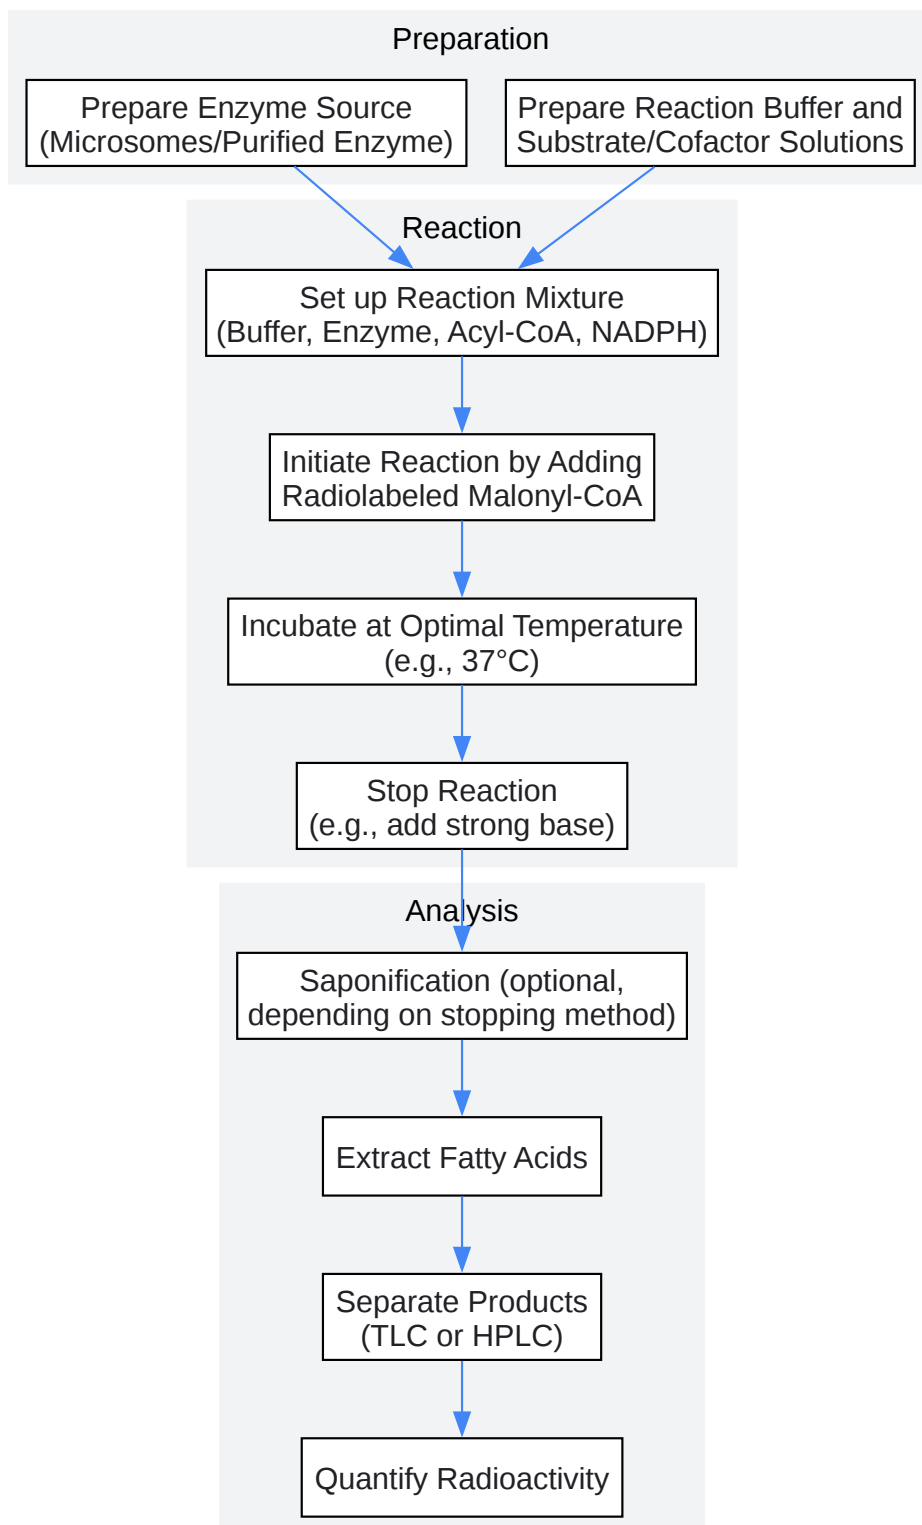 Preparation
Prepare Enzyme Source
(Microsomes/Purified Enzyme)
Prepare Reaction Buffer and
Substrate/Cofactor Solutions
Reaction
Set up Reaction Mixture
(Buffer, Enzyme, Acyl-CoA, NADPH)
Initiate Reaction by Adding
Radiolabeled Malonyl-CoA
Incubate at Optimal Temperature
(e.g., 37°C)
Stop Reaction
(e.g., add strong base)
Analysis
Saponification (optional,
depending on stopping method)
Extract Fatty Acids
Separate Products
(TLC or HPLC)
Quantify Radioactivity